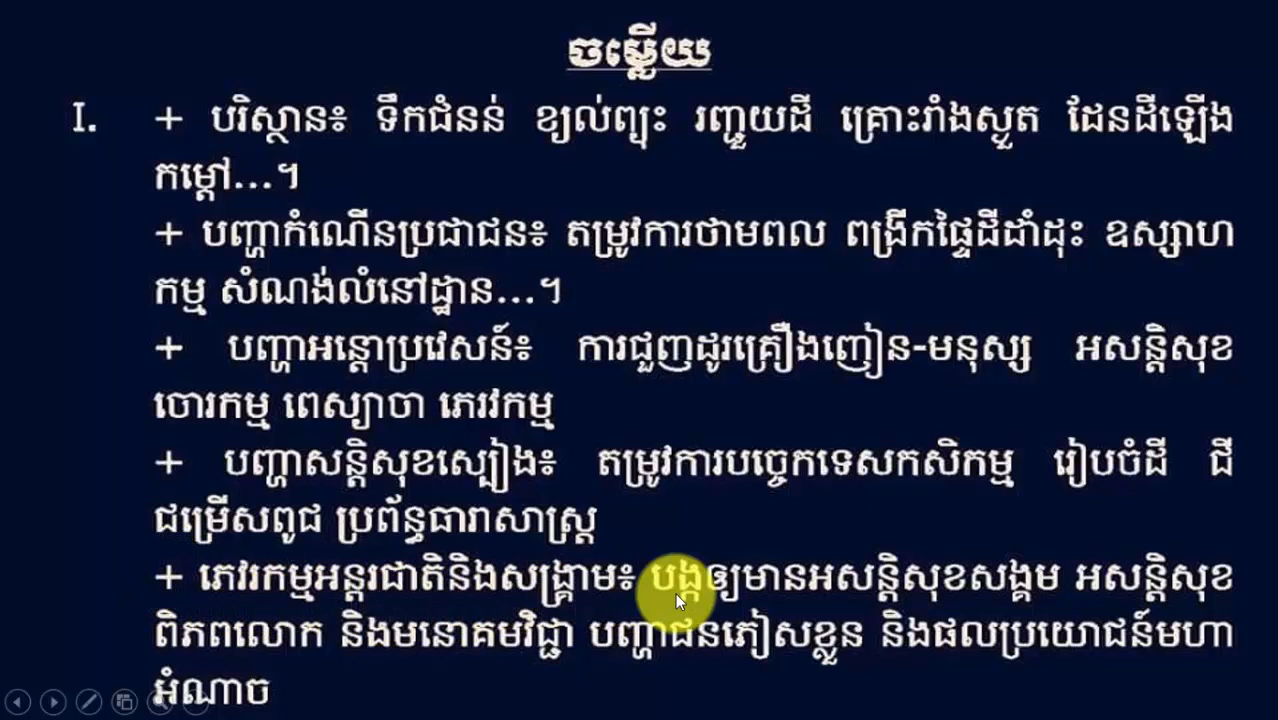 ចម្លើយ
I. + បរិស្ថាន៖ ទឹកជំនន់ ខ្យល់ព្យុះ រញ្ជួយដី គ្រោះរាំងស្ងួត ដែនដីឡើង
កម្តៅ...។
+ បញ្ហាកំណើនប្រជាជន៖ តម្រូវការថាមពល ពង្រីកផ្ទៃដីដាំដុះ ឧស្សាហ
កម្ម សំណង់លំនៅដ្ឋាន...។
+ បញ្ហាអន្តោប្រវេសន៍៖ ការជួញដូរគ្រឿងញៀន-មនុស្ស អសន្តិសុខ
ចោរកម្ម ពេស្យាចា ភេរវកម្ម
+ បញ្ហាសន្តិសុខស្បៀង៖ តម្រូវការបច្ចេកទេសកសិកម្ម រៀបចំដី ជី
ជម្រើសពូជ ប្រព័ន្ធធារាសាស្ត្រ
+ ភេវរកម្មអន្តរជាតិនិងសង្គ្រាម៖ បង្កឲ្យមានអសន្តិសុខសង្គម អសន្តិសុខ
ពិភពលោក និងមនោគមវិជ្ជា បញ្ហាជនភៀសខ្លួន និងផលប្រយោជន៍មហា
អំណាច